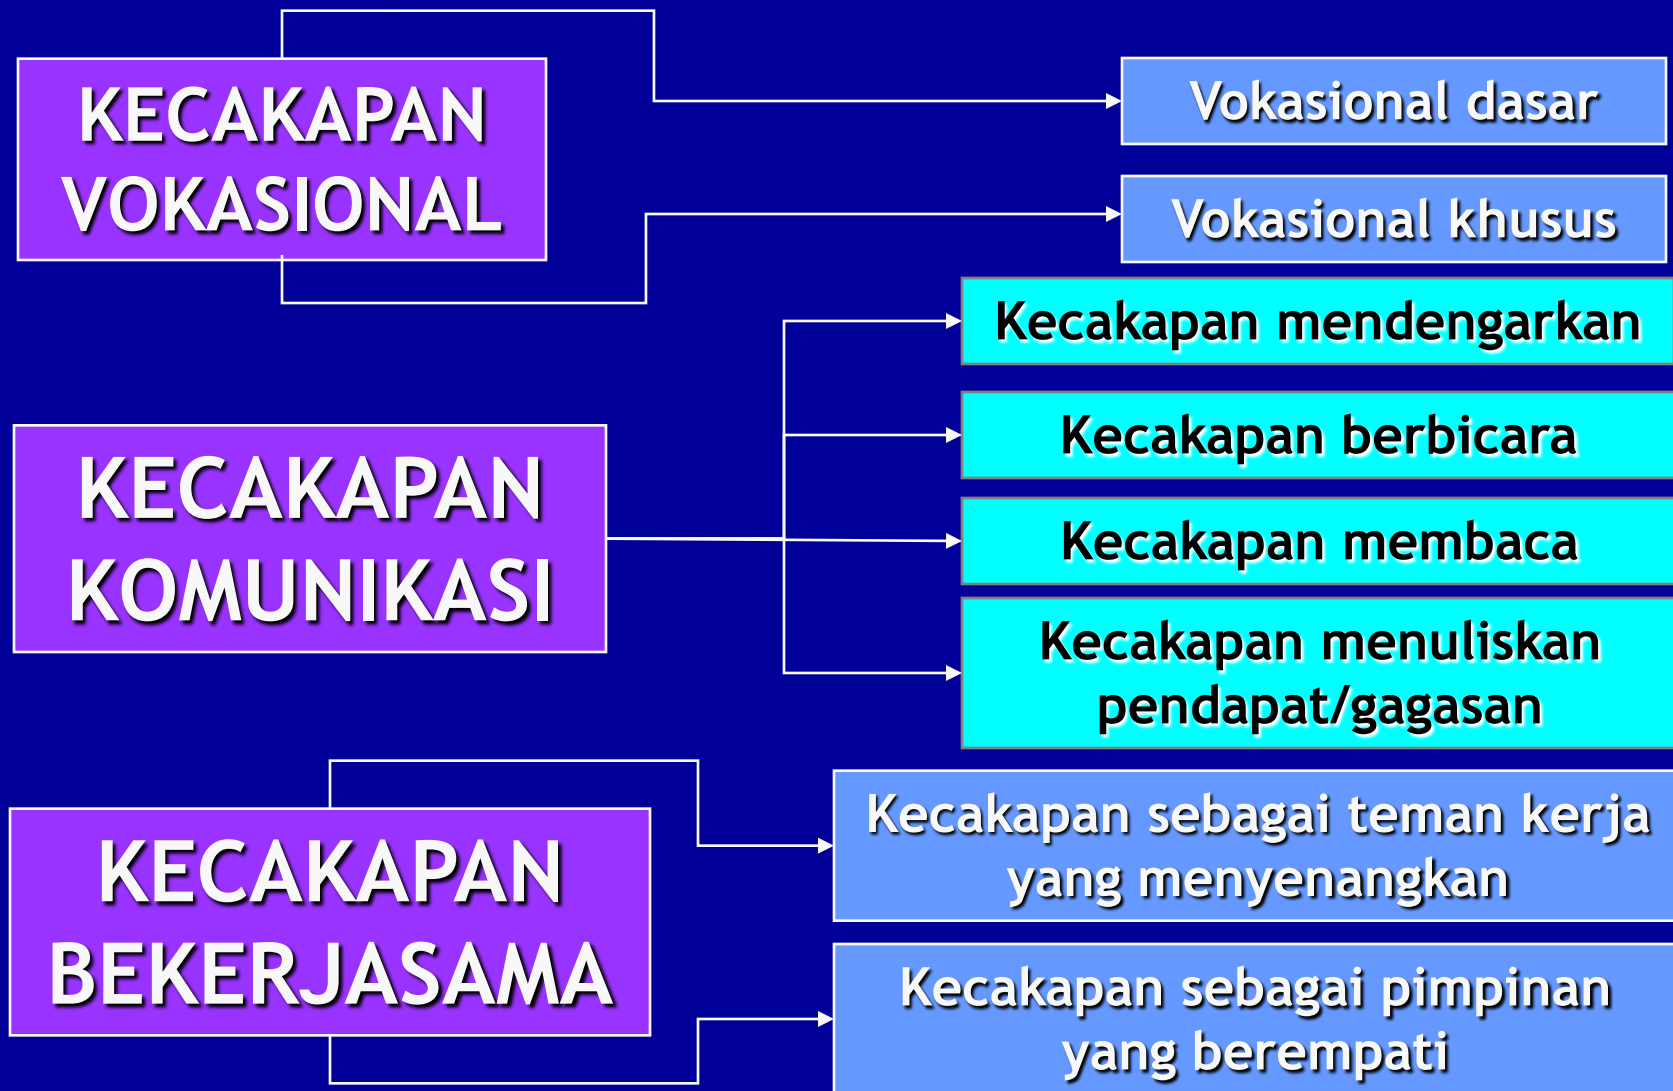 KECAKAPAN
VOKASIONAL
Vokasional dasar
Vokasional khusus
KECAKAPAN
KOMUNIKASI
Kecakapan mendengarkan
Kecakapan berbicara
Kecakapan membaca
Kecakapan menuliskan
pendapat/gagasan
KECAKAPAN
BEKERJASAMA
Kecakapan sebagai teman kerja
yang menyenangkan
Kecakapan sebagai pimpinan
yang berempati